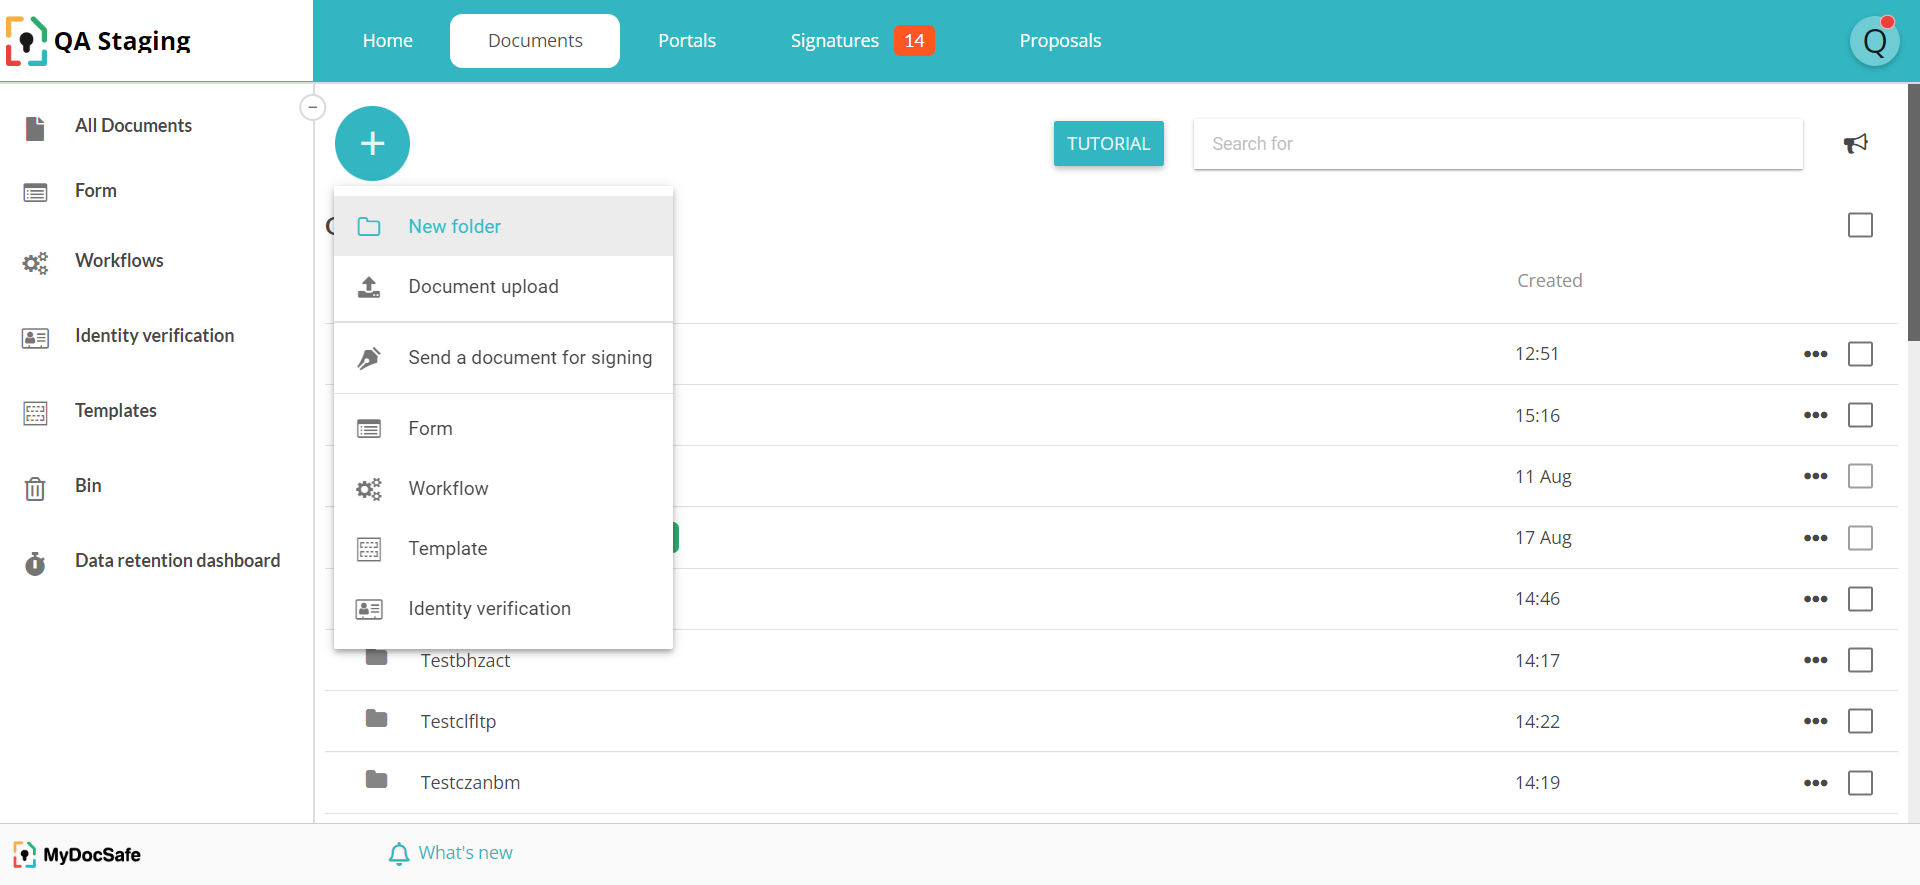 QA Staging
Home
Documents
Portals
Signatures 14
Proposals
Q
All Documents
Form
Workflows
Identity verification
Templates
Bin
Data retention dashboard
TUTORIAL
Search for
New folder
Document upload
Send a document for signing
Form
Workflow
Template
Identity verification
Created
12:51
15:16
11 Aug
17 Aug
14:46
Testbhzact 14:17
Testclfltp 14:22
Testczanbm 14:19
MyDocSafe
What's new